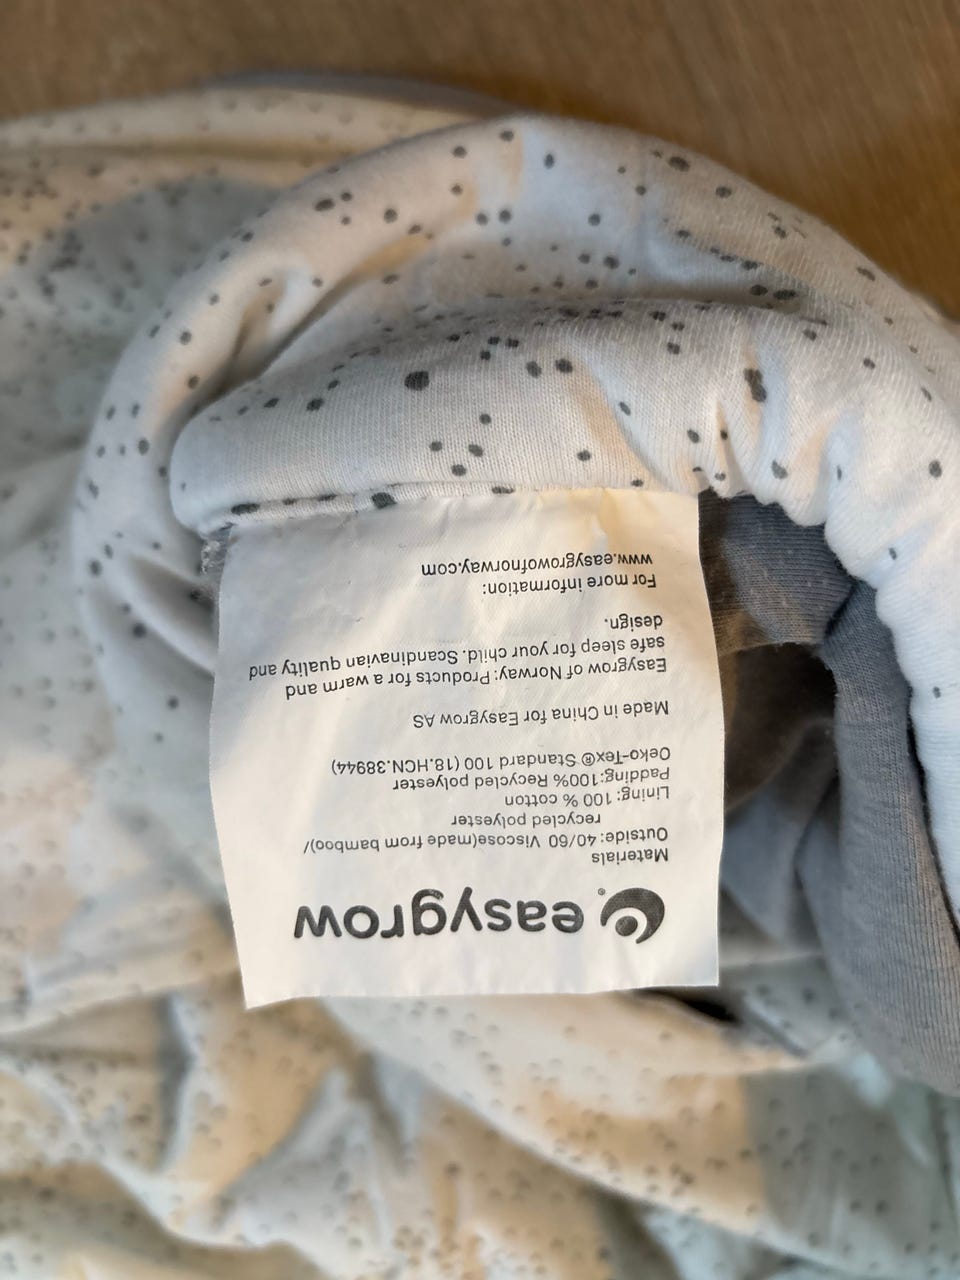 easygrow®
Materials
Outside: 40/60 Viscose(made from bamboo)/
recycled polyester
Lining: 100 % cotton
Padding:100% Recycled polyester
Oeko-Tex® Standard 100 (18.HCN.38944)
Made in China for Easygrow AS
Easygrow of Norway: Products for a warm and
safe sleep for your child. Scandinavian quality and
design.
For more information:
www.easygrowofnorway.com